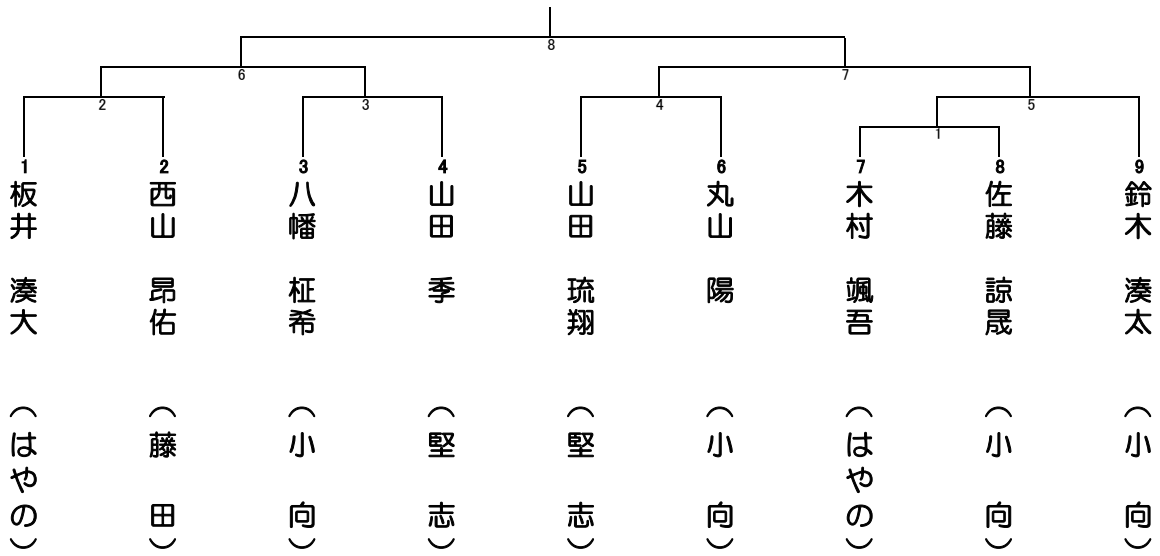 8
6
7
2
3
4
5
1
1
板井 湊大
(はやの)
2
西山 昂佑
(藤 田)
3
八幡 柾希
(小 向)
4
山田 季
(堅 志)
5
山田 琉翔
(堅 志)
6
丸山 陽
(小 向)
7
木村 颯吾
(はやの)
8
佐藤 諒晟
(小 向)
9
鈴木 湊太
(小 向)